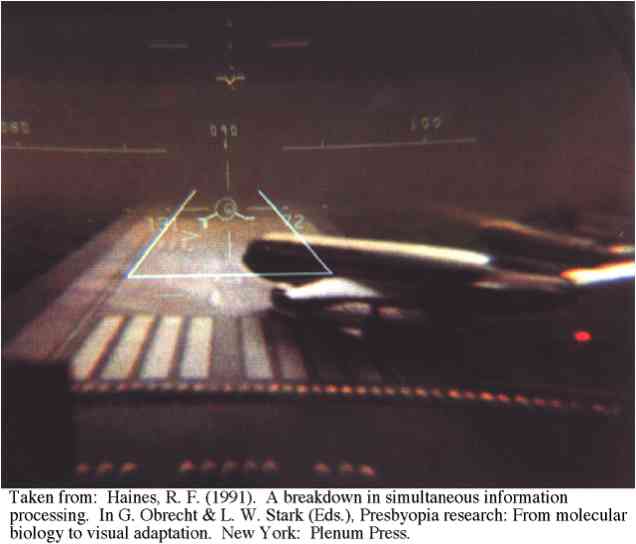 080
090
100
Taken from: Haines, R. F. (1991). A breakdown in simultaneous information
processing. In G. Obrecht & L. W. Stark (Eds.), Presbyopia research: From molecular
biology to visual adaptation. New York: Plenum Press.